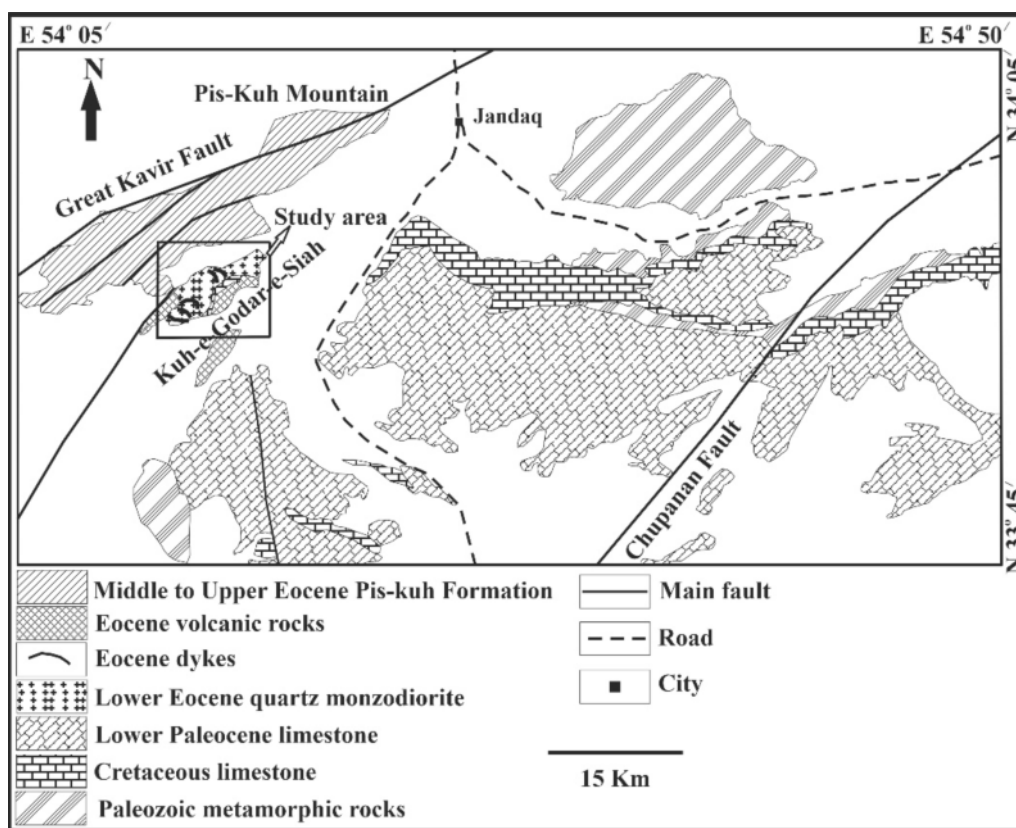 E 54° 05′
E 54° 50′
N 34° 05′
N
Pis-Kuh Mountain
Jandaq
Great Kavir Fault
Study area
Kuh-e-Godar-e-Siah
Chupanan Fault
N 33° 45′
Middle to Upper Eocene Pis-kuh Formation
Eocene volcanic rocks
Eocene dykes
Lower Eocene quartz monzodiorite
Lower Paleocene limestone
Cretaceous limestone
Paleozoic metamorphic rocks
Main fault
Road
City
15 Km